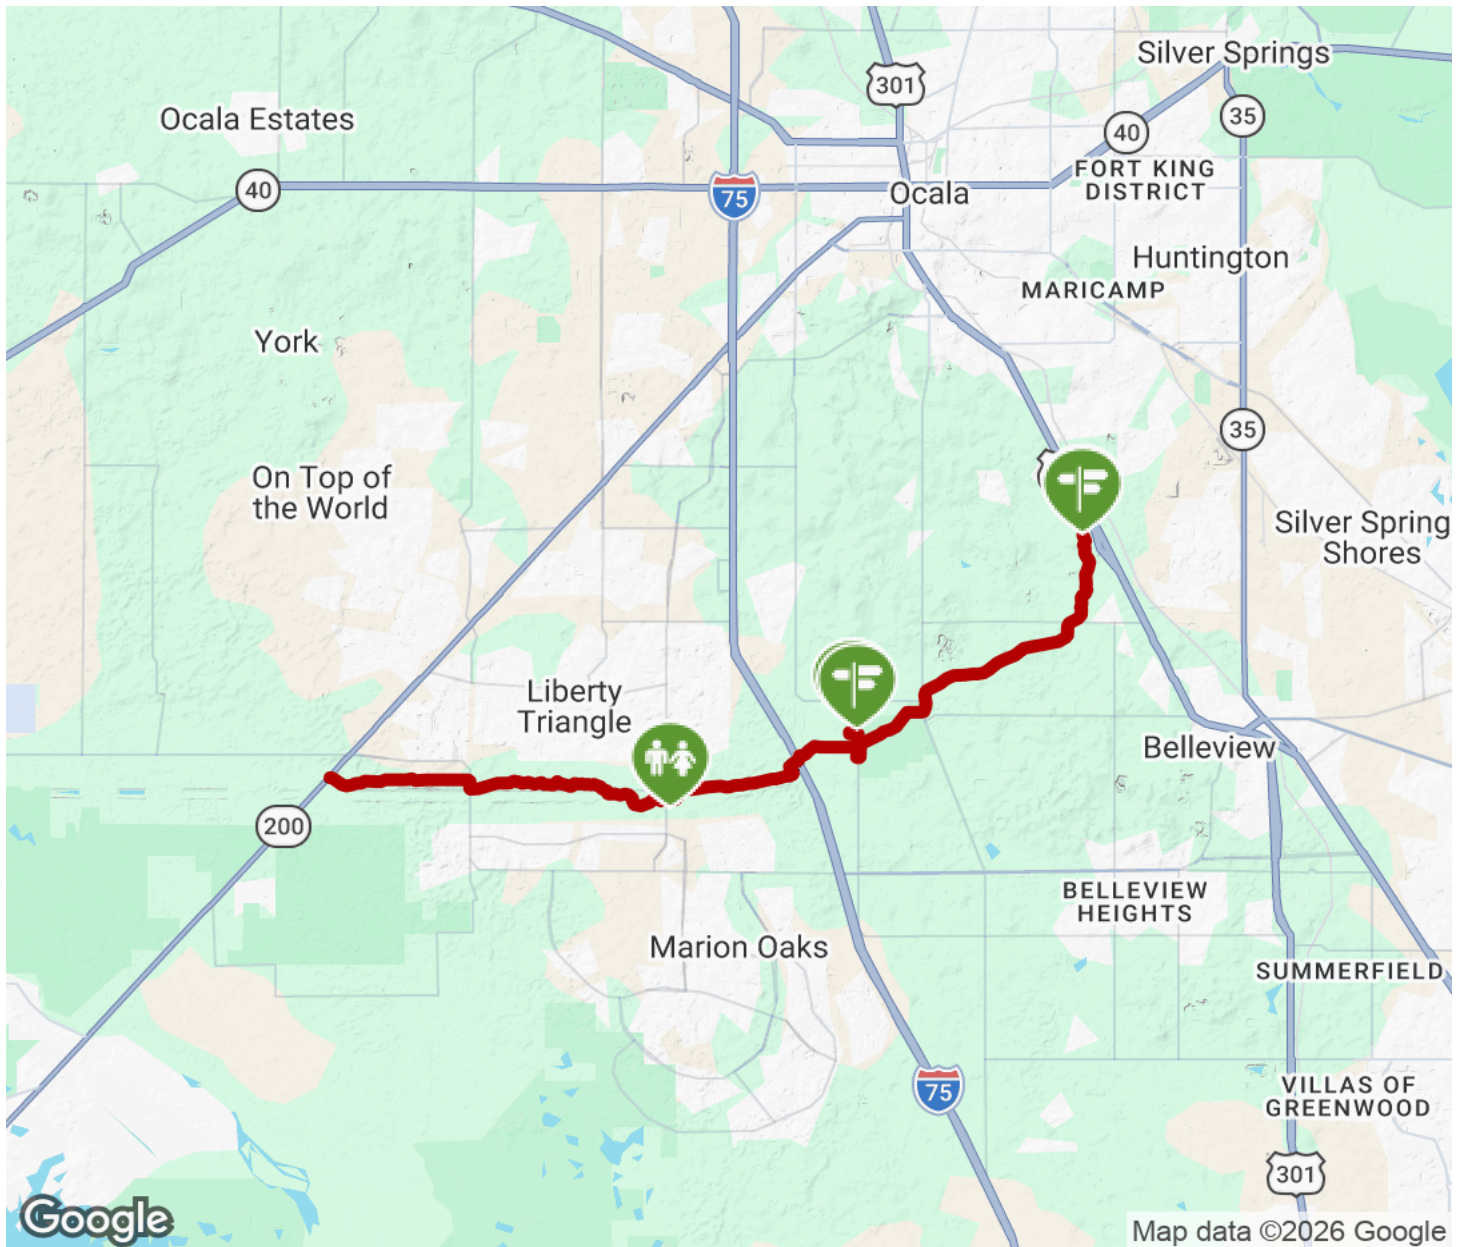 Silver Springs
301
Ocala Estates
35
40
FORT KING
DISTRICT
40
75
Ocala
Huntington
MARICAMP
York
35
On Top of
the World
Silver Spring
Shores
Liberty
Triangle
Belleview
200
BELLEVIEW
HEIGHTS
Marion Oaks
SUMMERFIELD
75
VILLAS OF
GREENWOOD
301
Google
Map data ©2026 Google